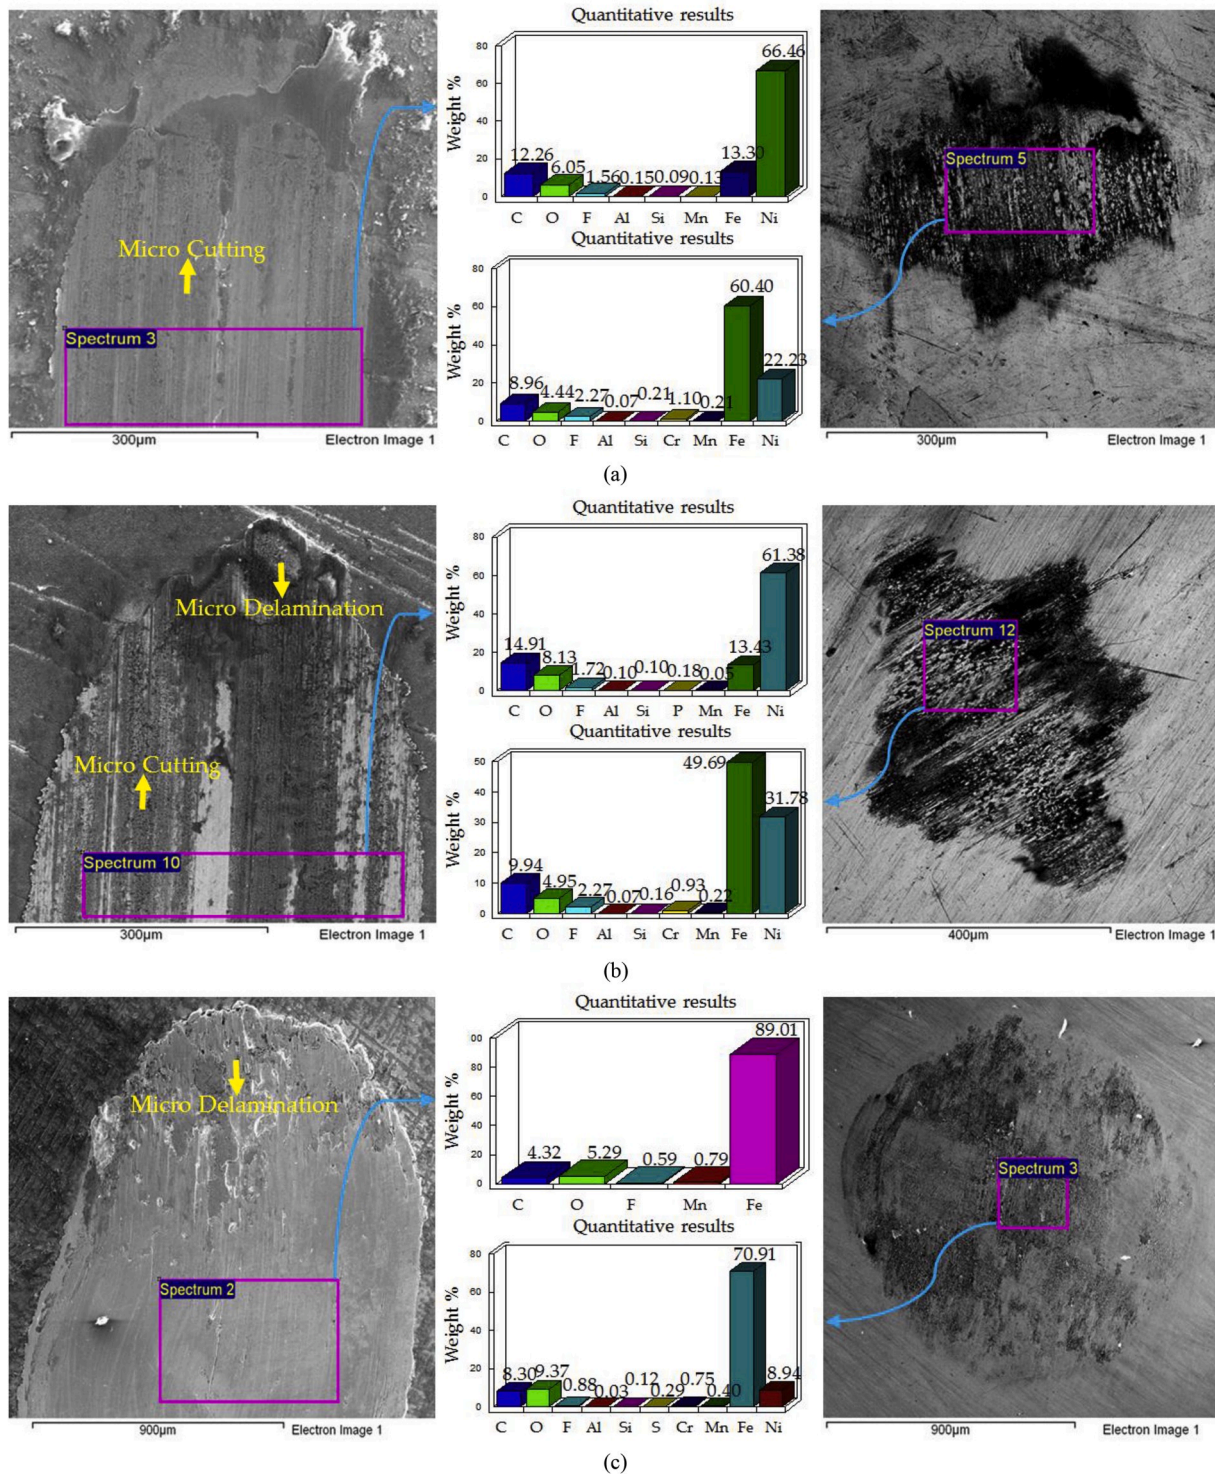 Micro Cutting
Spectrum 3
300µm
Electron Image 1
Quantitative results
Weight %
80
60
40
20
0
12.26
6.05
1.56
0.15
0.09
0.13
13.30
66.46
C O F Al Si Mn Fe Ni
Quantitative results
Weight %
80
60
40
20
0
8.96
4.44
2.27
0.07
0.21
1.10
0.21
60.40
22.23
C O F Al Si Cr Mn Fe Ni
Spectrum 5
300µm
Electron Image 1
(a)
Micro Delamination
Micro Cutting
Spectrum 10
300µm
Electron Image 1
Quantitative results
Weight %
80
60
40
20
0
14.91
8.13
1.72
0.10
0.10
0.18
0.05
13.43
61.38
C O F Al Si P Mn Fe Ni
Quantitative results
Weight %
50
40
30
20
10
0
9.94
4.95
2.27
0.07
0.16
0.93
0.22
49.69
31.78
C O F Al Si Cr Mn Fe Ni
Spectrum 12
400µm
Electron Image 1
(b)
Micro Delamination
Spectrum 2
900µm
Electron Image 1
Quantitative results
Weight %
00
80
60
40
20
0
4.32
5.29
0.59
0.79
89.01
C O F Mn Fe
Quantitative results
Weight %
80
60
40
20
0
8.30
9.37
0.88
0.03
0.12
0.29
0.75
0.40
70.91
8.94
C O F Al Si S Cr Mn Fe Ni
Spectrum 3
900µm
Electron Image 1
(c)